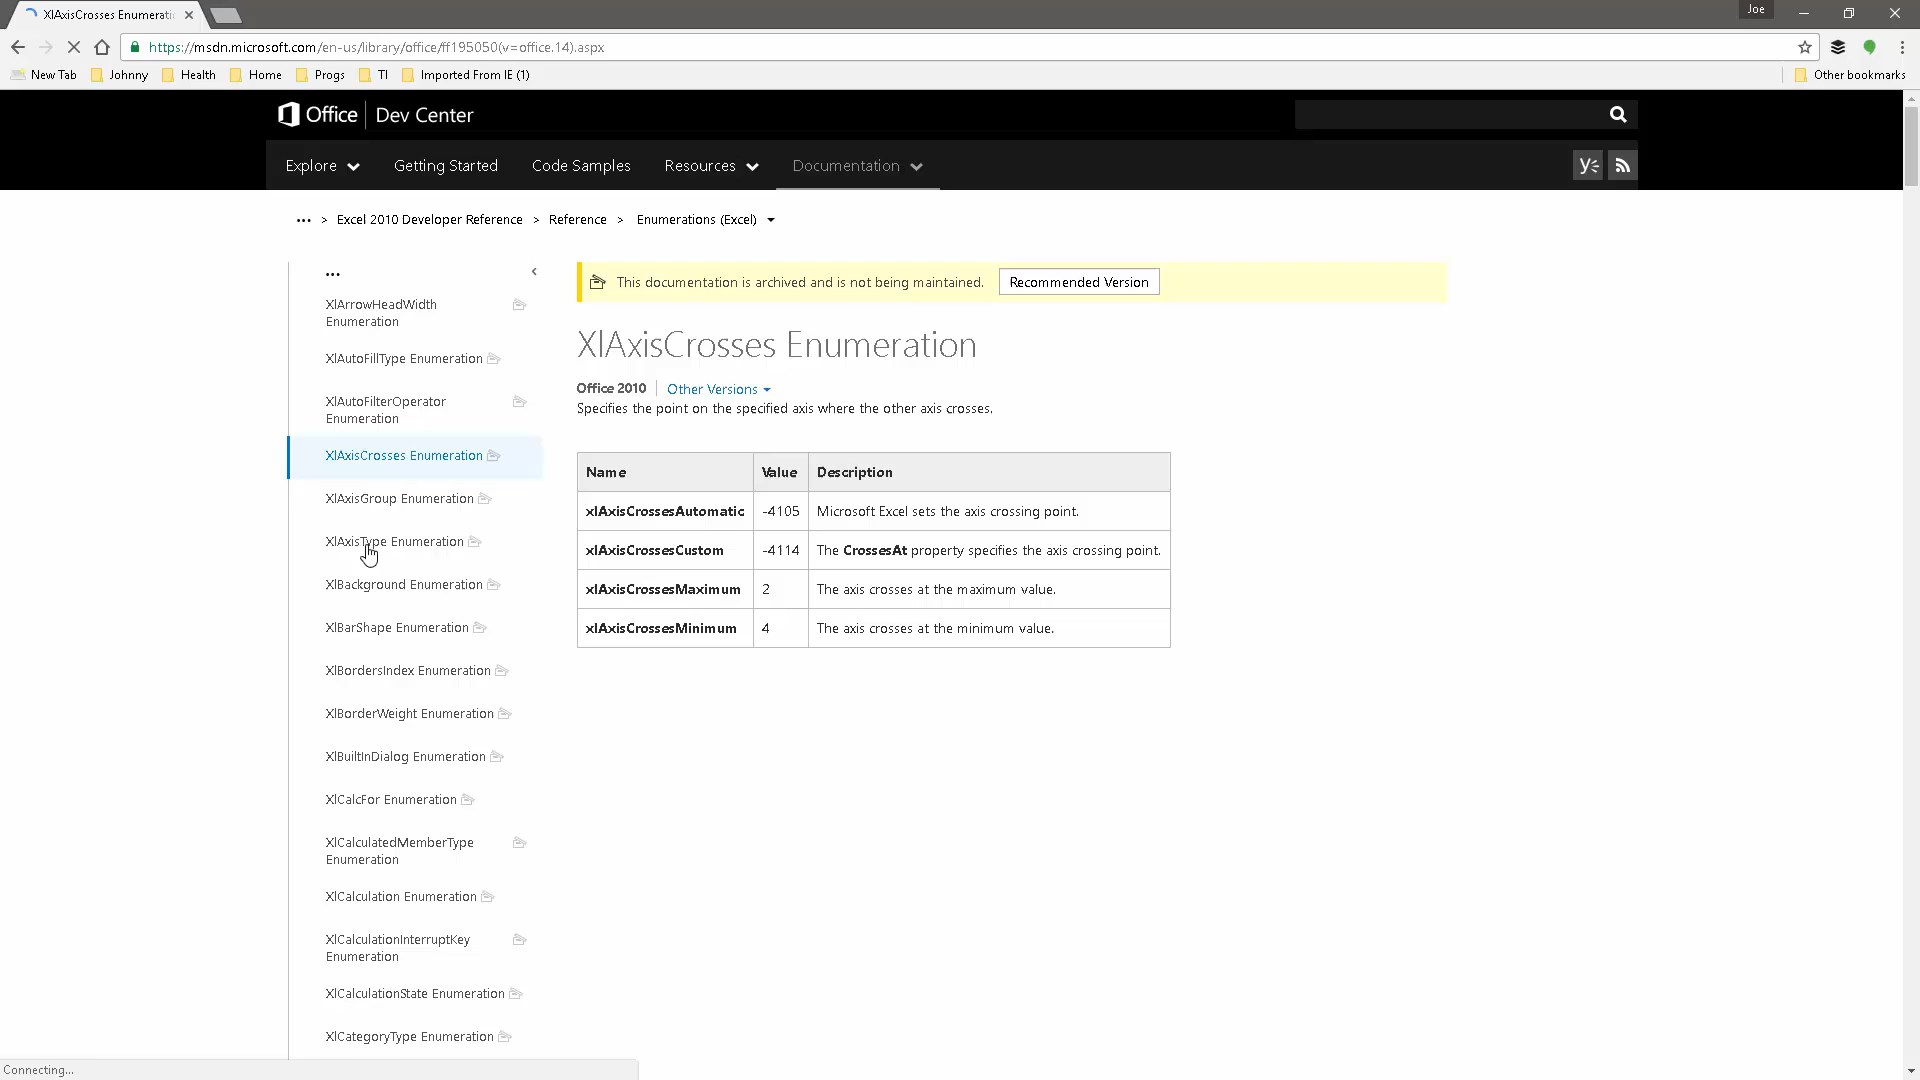 XlAxisCrosses Enumerati
Joe
https://msdn.microsoft.com/en-us/library/office/ff195050(v=office.14).aspx
New Tab Johnny Health Home Progs TI Imported From IE (1) Other bookmarks
Office Dev Center
Explore Getting Started Code Samples Resources Documentation
... > Excel 2010 Developer Reference > Reference > Enumerations (Excel)
...
XlArrowHeadWidth
Enumeration
XlAutoFillType Enumeration
XlAutoFilterOperator
Enumeration
XlAxisCrosses Enumeration
XlAxisGroup Enumeration
XlAxisType Enumeration
XlBackground Enumeration
XlBarShape Enumeration
XlBordersIndex Enumeration
XlBorderWeight Enumeration
XlBuiltInDialog Enumeration
XlCalcFor Enumeration
XlCalculatedMemberType
Enumeration
XlCalculation Enumeration
XlCalculationInterruptKey
Enumeration
XlCalculationState Enumeration
XlCategoryType Enumeration
This documentation is archived and is not being maintained. Recommended Version
XlAxisCrosses Enumeration
Office 2010 Other Versions
Specifies the point on the specified axis where the other axis crosses.
Name Value Description
xlAxisCrossesAutomatic -4105 Microsoft Excel sets the axis crossing point.
xlAxisCrossesCustom -4114 The CrossesAt property specifies the axis crossing point.
xlAxisCrossesMaximum 2 The axis crosses at the maximum value.
xlAxisCrossesMinimum 4 The axis crosses at the minimum value.
Connecting...